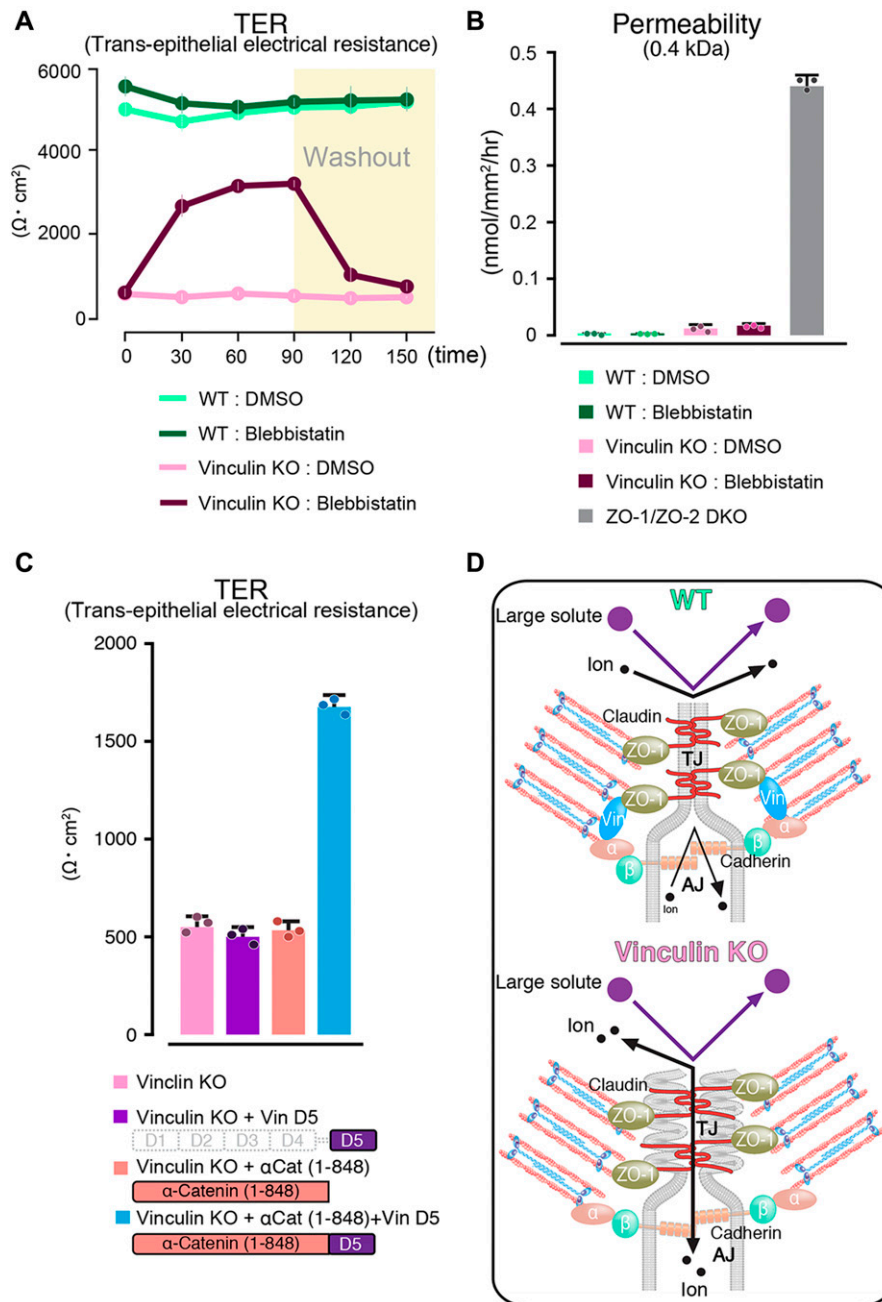 A
TER
(Trans-epithelial electrical resistance)
6000
4000
2000
0
(Ω· cm²)
Washout
0 30 60 90 120 150 (time)
WT : DMSO
WT : Blebbistatin
Vinculin KO : DMSO
Vinculin KO : Blebbistatin
B
Permeability
(0.4 kDa)
0.5
0.4
0.3
0.2
0.1
0
(nmol/mm²/hr)
WT : DMSO
WT : Blebbistatin
Vinculin KO : DMSO
Vinculin KO : Blebbistatin
ZO-1/ZO-2 DKO
C
TER
(Trans-epithelial electrical resistance)
2000
1500
1000
500
0
(Ω· cm²)
Vinclin KO
Vinculin KO + Vin D5
D1 D2 D3 D4 D5
Vinculin KO + αCat (1-848)
α-Catenin (1-848)
Vinculin KO + αCat (1-848)+Vin D5
α-Catenin (1-848) D5
D
WT
Large solute
Ion
Claudin
ZO-1
ZO-1
TJ
ZO-1
ZO-1
Vin
Vin
α
α
β
β
Cadherin
AJ
Ion
Vinculin KO
Large solute
Ion
Claudin
ZO-1
ZO-1
TJ
ZO-1
ZO-1
α
α
β
β
Cadherin
AJ
Ion